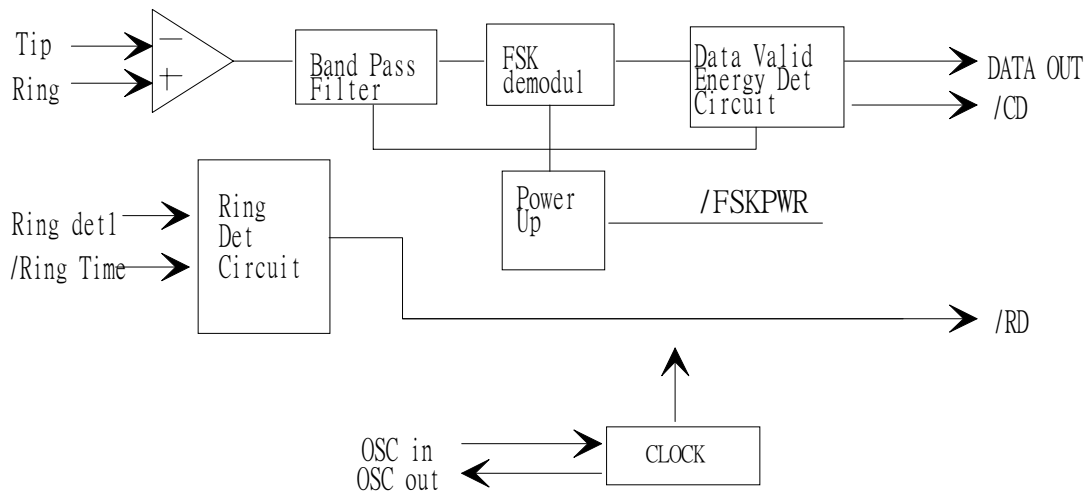 Tip
Ring
−
+
Band Pass
Filter
FSK
demodul
Data Valid
Energy Det
Circuit
DATA OUT
/CD
Ring det1
/Ring Time
Ring
Det
Circuit
Power
Up
/FSKPWR
/RD
OSC in
OSC out
CLOCK